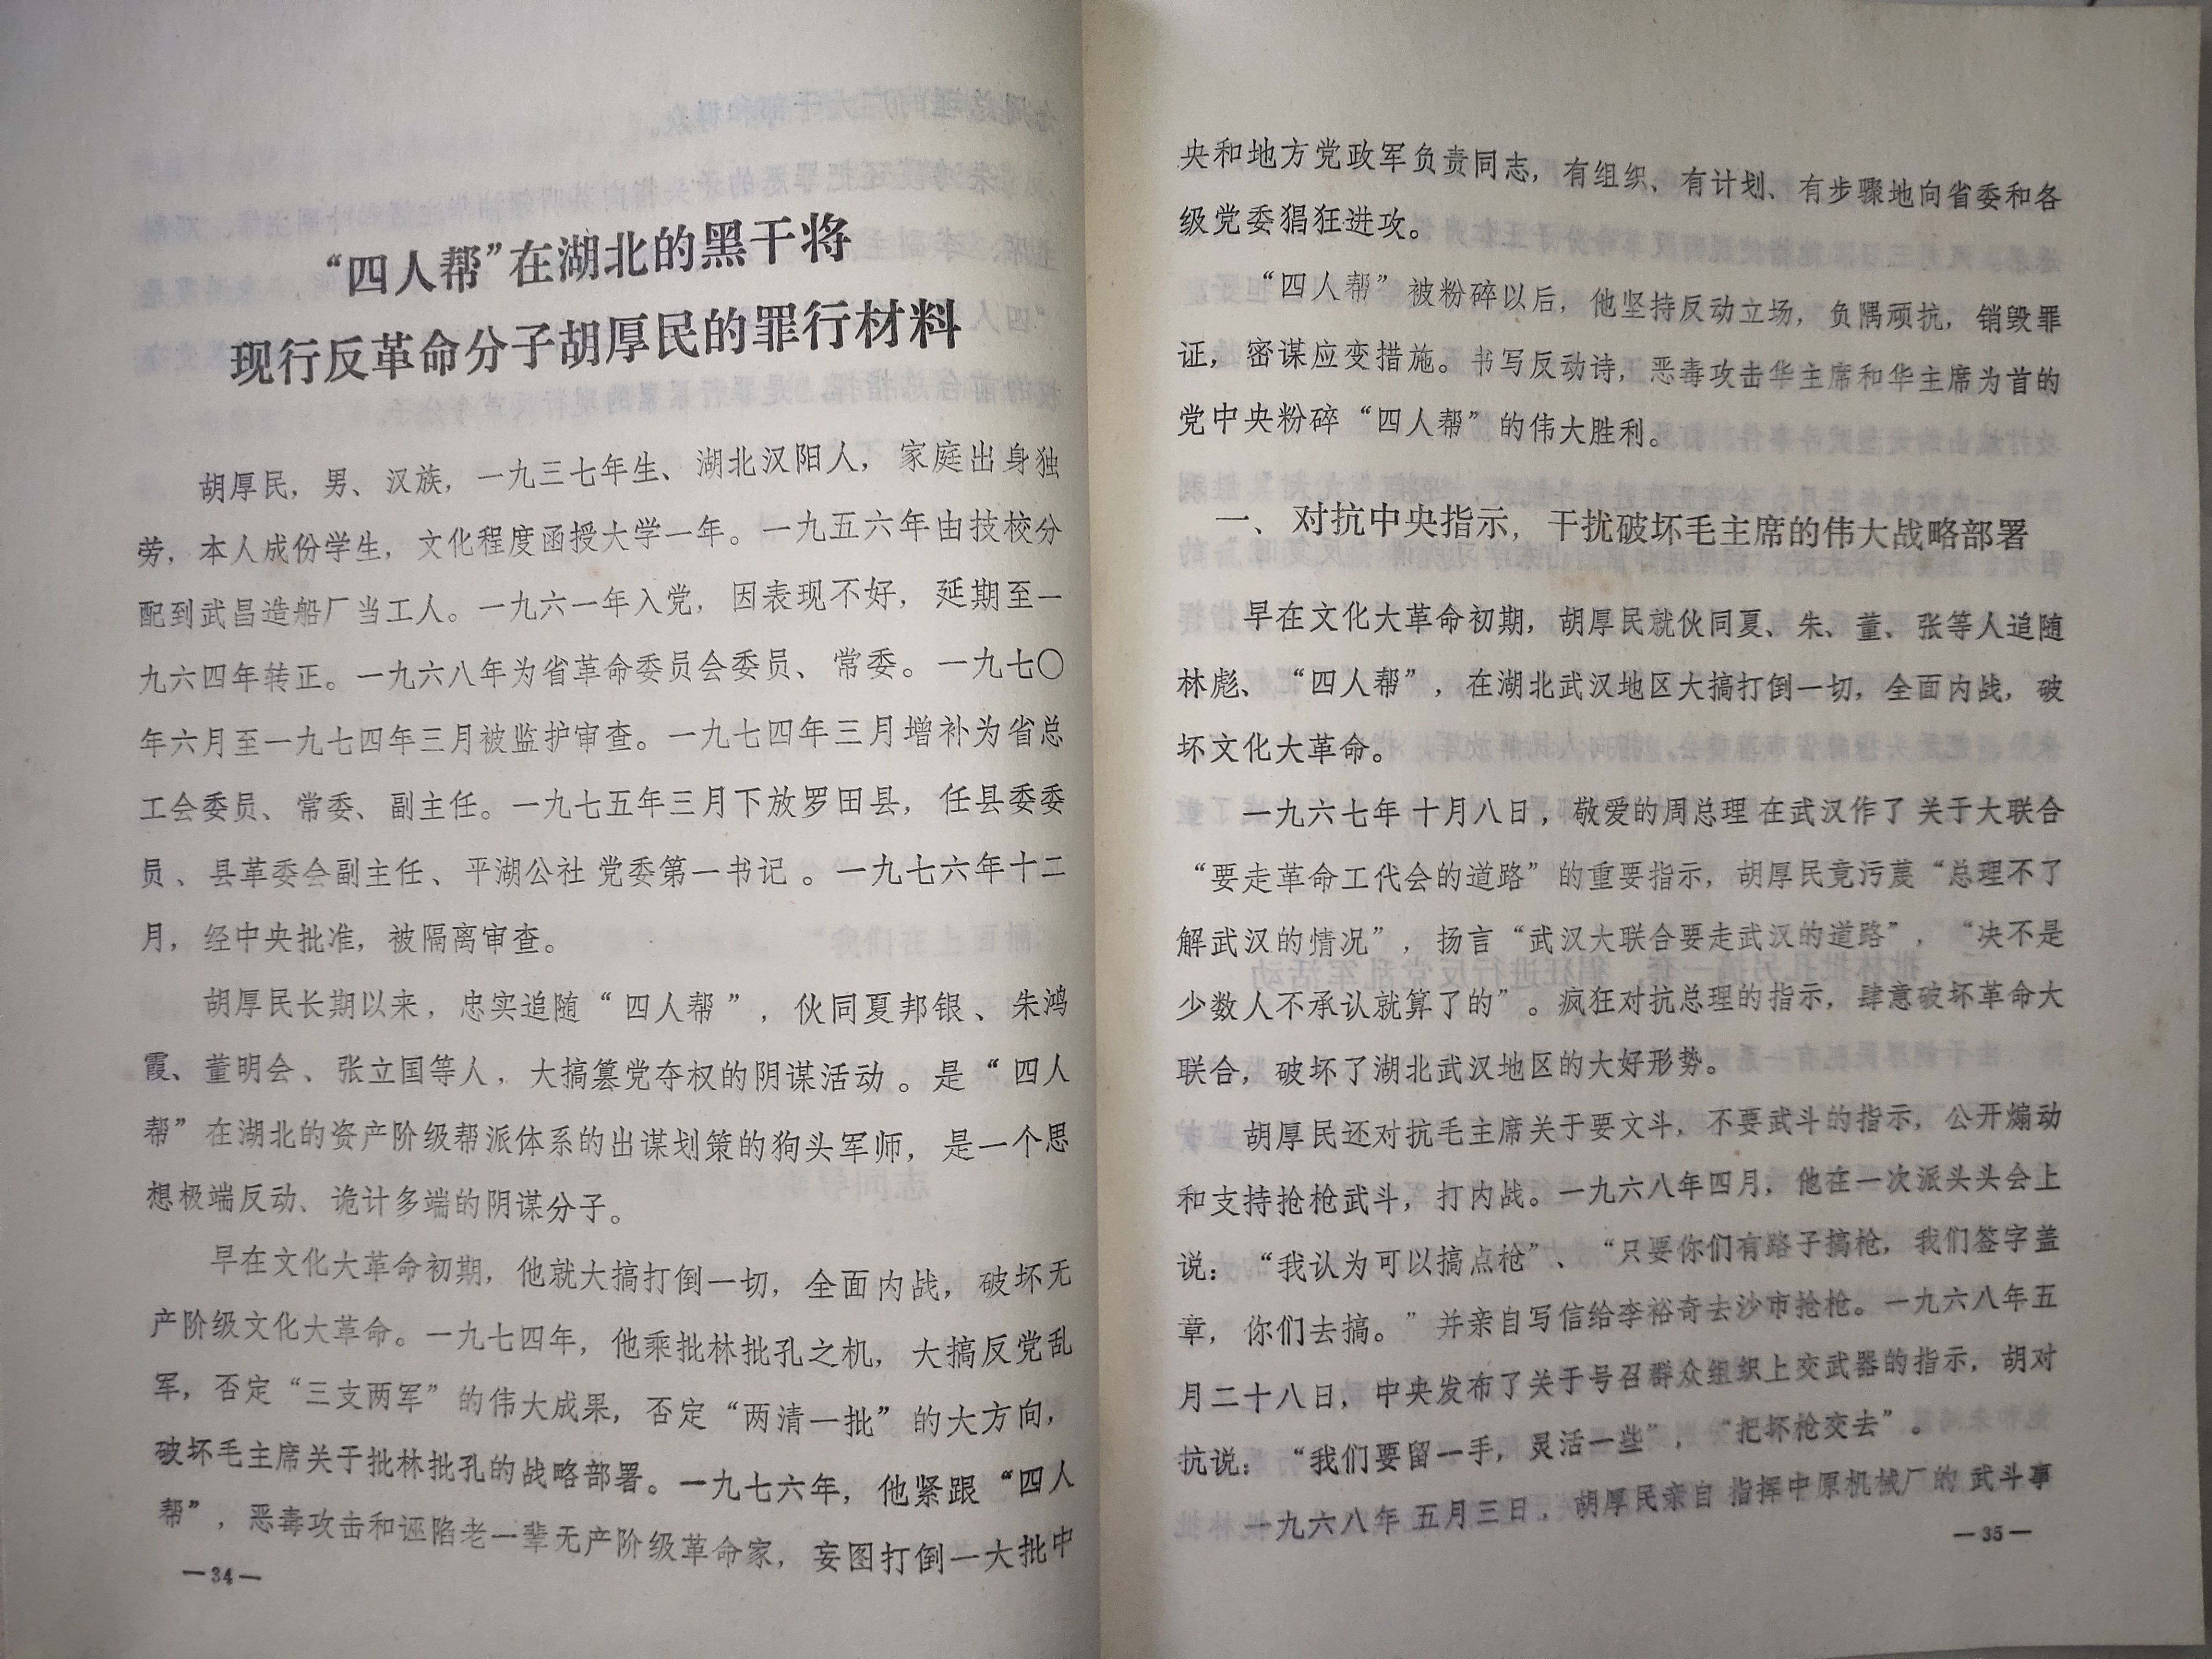 “四人帮”在湖北的黑干将
现行反革命分子胡厚民的罪行材料
胡厚民，男、汉族，一九三七年生、湖北汉阳人，家庭出身独
劳，本人成份学生，文化程度函授大学一年。一九五六年由技校分
配到武昌造船厂当工人。一九六一年入党，因表现不好，延期至一
九六四年转正。一九六八年为省革命委员会委员、常委。一九七〇
年六月至一九七四年三月被监护审查。一九七四年三月增补为省总
工会委员、常委、副主任。一九七五年三月下放罗田县，任县委委
员、县革委会副主任、平湖公社党委第一书记。一九七六年十二
月，经中央批准，被隔离审查。
胡厚民长期以来，忠实追随“四人帮”，伙同夏邦银、朱鸿
霞、董明会、张立国等人，大搞篡党夺权的阴谋活动。是“四人
帮”在湖北的资产阶级帮派体系的出谋划策的狗头军师，是一个思
想极端反动、诡计多端的阴谋分子。
早在文化大革命初期，他就大搞打倒一切，全面内战，破坏无
产阶级文化大革命。一九七四年，他乘批林批孔之机，大搞反党乱
军，否定“三支两军”的伟大成果，否定“两清一批”的大方向，
破坏毛主席关于批林批孔的战略部署。一九七六年，他紧跟“四人
帮”，恶毒攻击和诬陷老一辈无产阶级革命家，妄图打倒一大批中
—34—
央和地方党政军负责同志，有组织、有计划、有步骤地向省委和各
级党委猖狂进攻。
“四人帮”被粉碎以后，他坚持反动立场，负隅顽抗，销毁罪
证，密谋应变措施。书写反动诗，恶毒攻击华主席和华主席为首的
党中央粉碎“四人帮”的伟大胜利。
一、对抗中央指示，干扰破坏毛主席的伟大战略部署
早在文化大革命初期，胡厚民就伙同夏、朱、董、张等人追随
林彪、“四人帮”，在湖北武汉地区大搞打倒一切，全面内战，破
坏文化大革命。
一九六七年十月八日，敬爱的周总理在武汉作了关于大联合
“要走革命工代会的道路”的重要指示，胡厚民竟污蔑“总理不了
解武汉的情况”，扬言“武汉大联合要走武汉的道路”，“决不是
少数人不承认就算了的”。疯狂对抗总理的指示，肆意破坏革命大
联合，破坏了湖北武汉地区的大好形势。
胡厚民还对抗毛主席关于要文斗，不要武斗的指示，公开煽动
和支持抢枪武斗，打内战。一九六八年四月，他在一次派头头会上
说：“我认为可以搞点枪”、“只要你们有路子搞枪，我们签字盖
章，你们去搞。”并亲自写信给李裕奇去沙市抢枪。一九六八年五
月二十八日，中央发布了关于号召群众组织上交武器的指示，胡对
抗说：“我们要留一手，灵活一些”，“把坏枪交去”。
一九六八年五月三日，胡厚民亲自指挥中原机械厂的武斗事
—35—